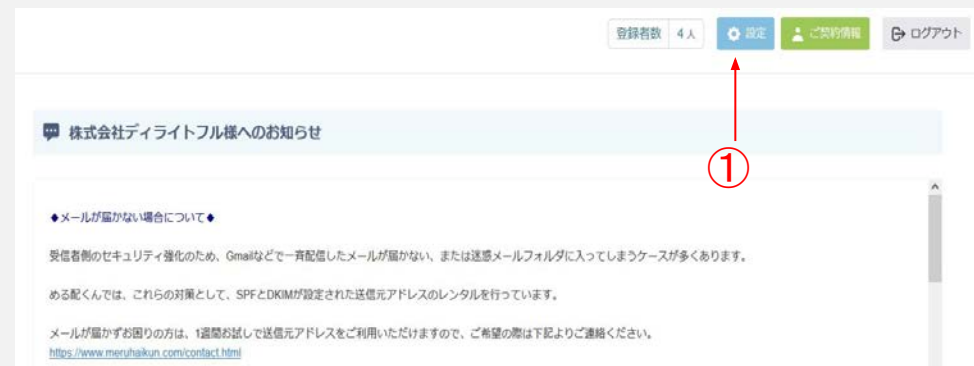 登録者数 4人 設定 ご契約情報 ログアウト
①
株式会社ディライトフル様へのお知らせ
◆メールが届かない場合について◆
受信者側のセキュリティ強化のため、Gmailなどで一斉配信したメールが届かない、または迷惑メールフォルダに入ってしまうケースが多くあります。
める配くんでは、これらの対策として、SPFとDKIMが設定された送信元アドレスのレンタルを行っています。
メールが届かずお困りの方は、1週間お試しで送信元アドレスをご利用いただけますので、ご希望の際は下記よりご連絡ください。
https://www.meruhaikun.com/contact.html